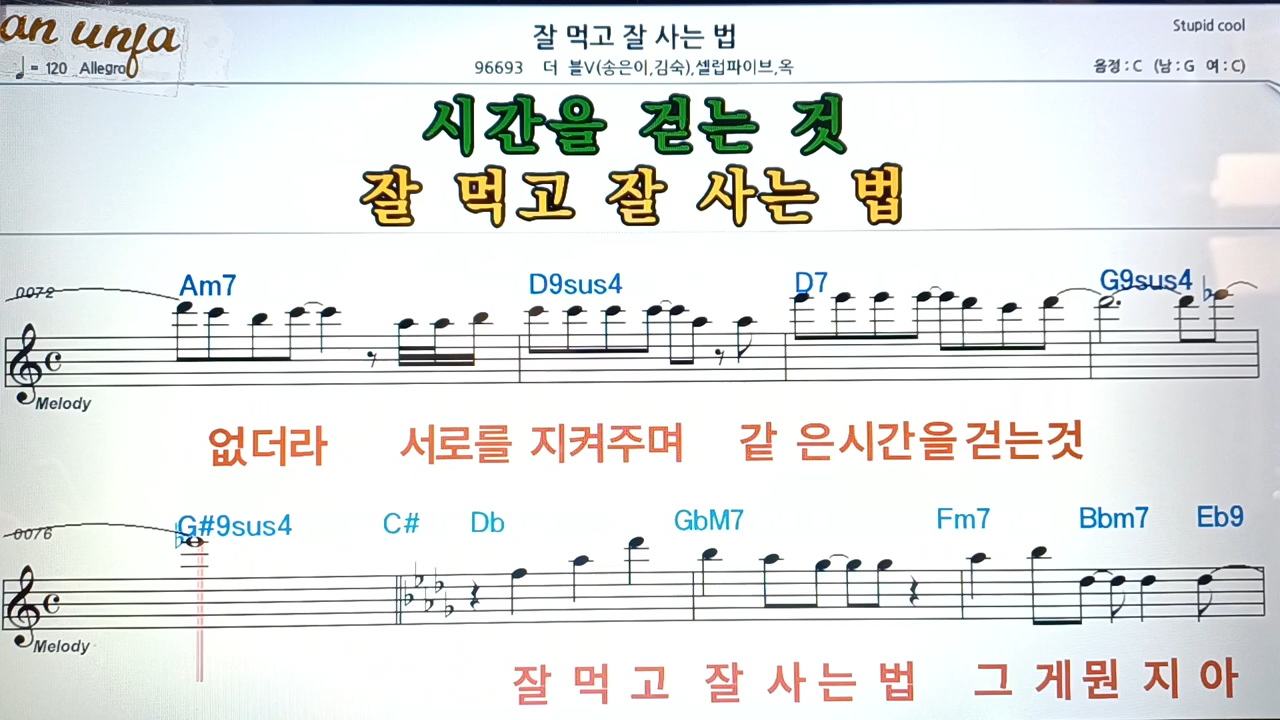 an unfa
잘 먹고 잘 사는 법
Stupid cool
♩= 120 Allegro
96693 더 블V(송은이,김숙),셀럽파이브,옥
음정 : C (남 : G 여 : C)
시간을 걷는 것
잘 먹고 잘 사는 법
0072 Am7 D9sus4 D7 G9sus4
Melody
없더라 서로를 지켜주며 같 은시간을걷는것
0076 G#9sus4 C# Db GbM7 Fm7 Bbm7 Eb9
Melody
잘 먹 고 잘 사 는 법 그 게뭔 지 아